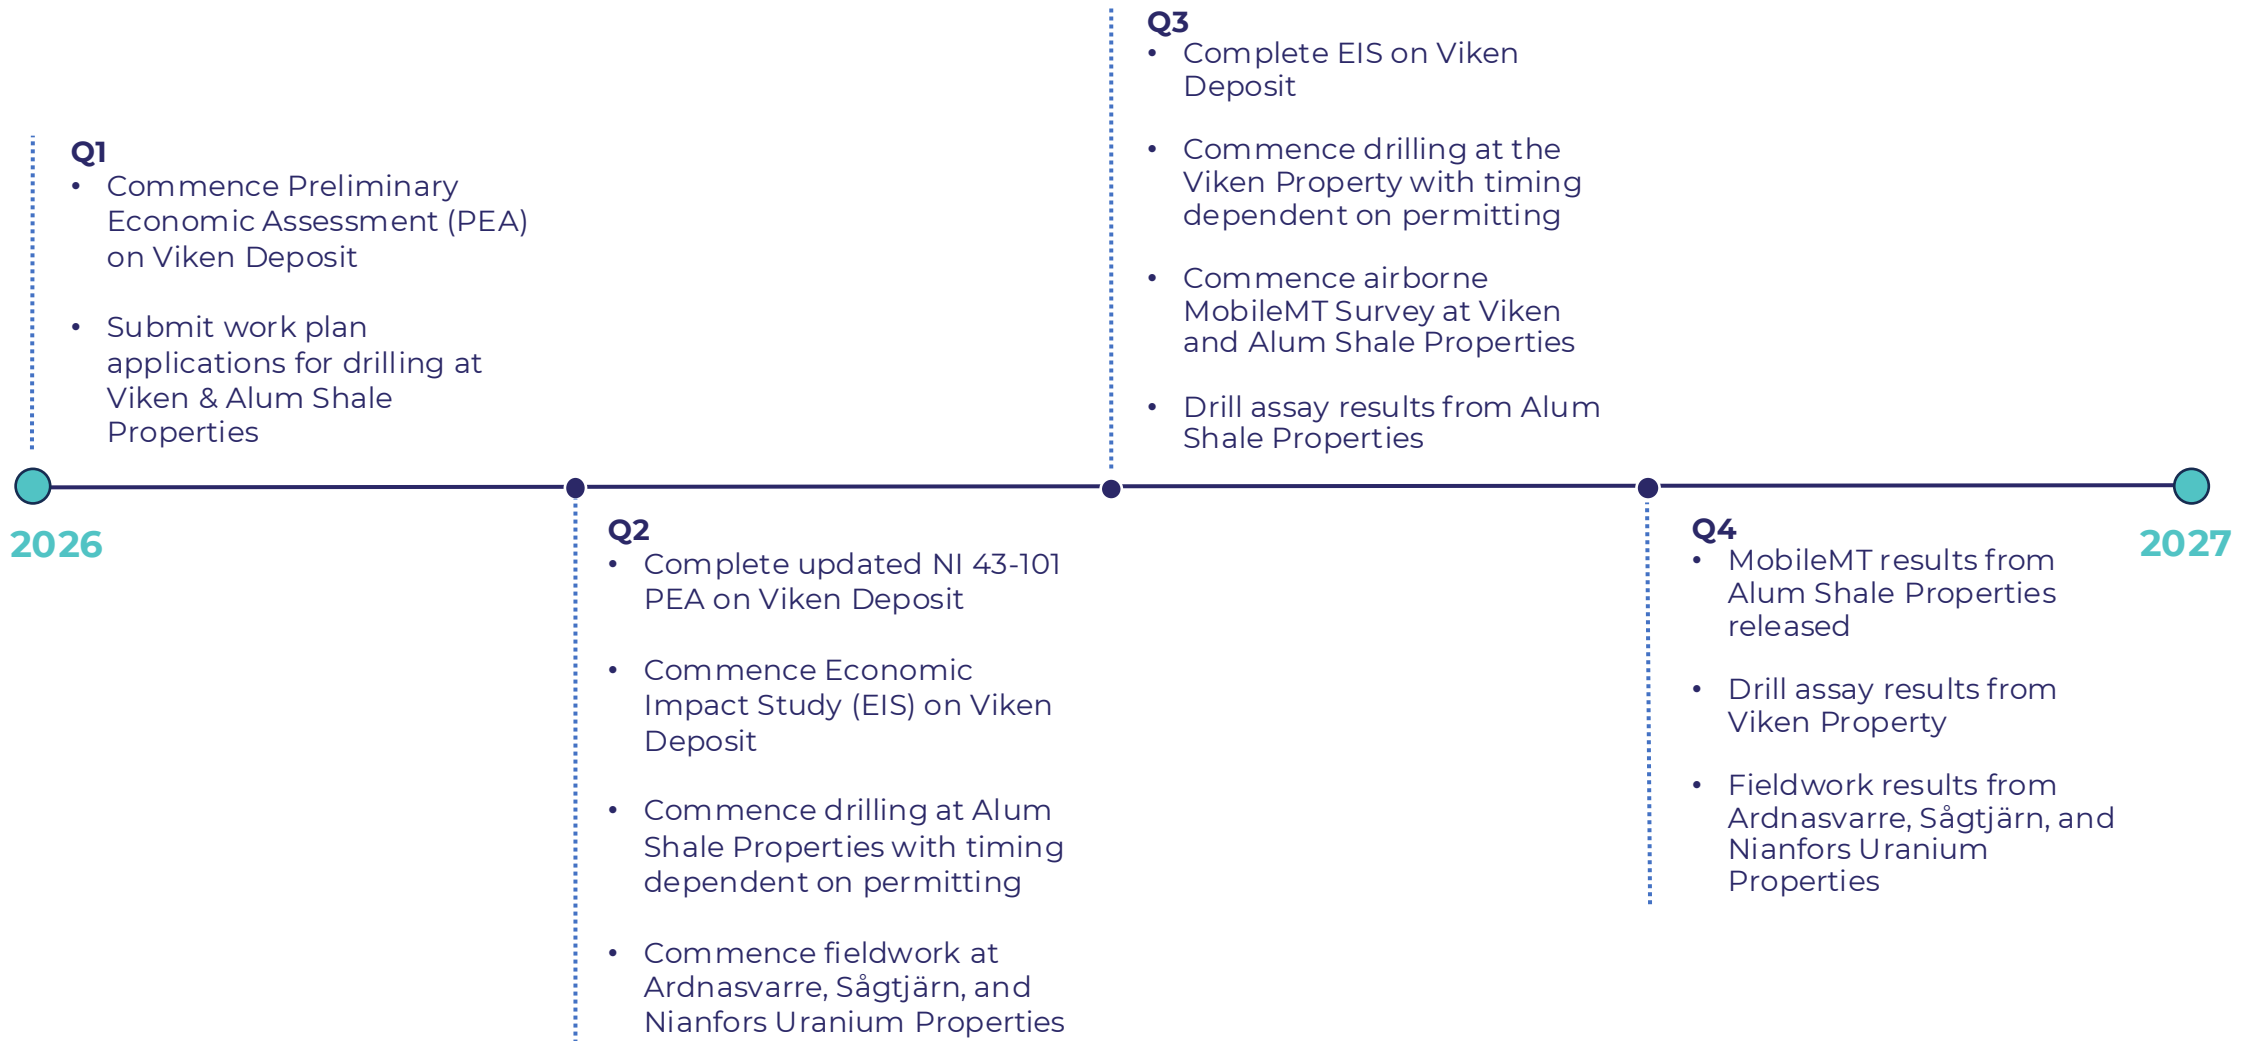 Q1
• Commence Preliminary
Economic Assessment (PEA)
on Viken Deposit
• Submit work plan
applications for drilling at
Viken & Alum Shale
Properties
Q2
• Complete updated NI 43-101
PEA on Viken Deposit
• Commence Economic
Impact Study (EIS) on Viken
Deposit
• Commence drilling at Alum
Shale Properties with timing
dependent on permitting
• Commence fieldwork at
Ardnasvarre, Sågtjärn, and
Nianfors Uranium Properties
Q3
• Complete EIS on Viken
Deposit
• Commence drilling at the
Viken Property with timing
dependent on permitting
• Commence airborne
MobileMT Survey at Viken
and Alum Shale Properties
• Drill assay results from Alum
Shale Properties
Q4
• MobileMT results from
Alum Shale Properties
released
• Drill assay results from
Viken Property
• Fieldwork results from
Ardnasvarre, Sågtjärn, and
Nianfors Uranium
Properties
2026
2027